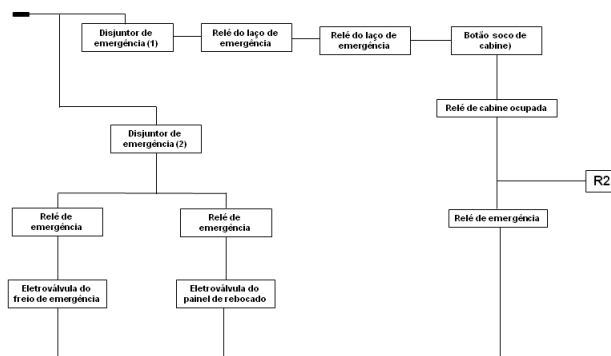 Disjuntor de
emergência (1)
Relé do laço de
emergência
Relé do laço de
emergência
Botão soco de
cabine)
Relé de cabine ocupada
Disjuntor de
emergência (2)
R2
Relé de
emergência
Relé de
emergência
Relé de emergência
Eletroválvula do
freio de emergência
Eletroválvula do
painel de rebocado